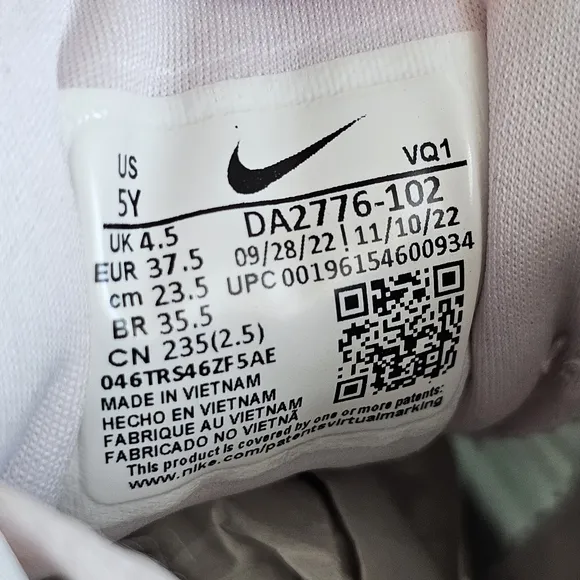 US
5Y
VQ1
UK 4.5
DA2776-102
EUR 37.5
09/28/22 ! 11/10/22
cm 23.5
UPC 00196154600934
BR 35.5
CN 235(2.5)
046TRS46ZF5AE
MADE IN VIETNAM
HECHO EN VIETNAM
FABRIQUE AU VIETNAM
FABRICADO NO VIETNÃ
This product is covered by one or more patents:
www.nike.com/patentsvirtualmarking